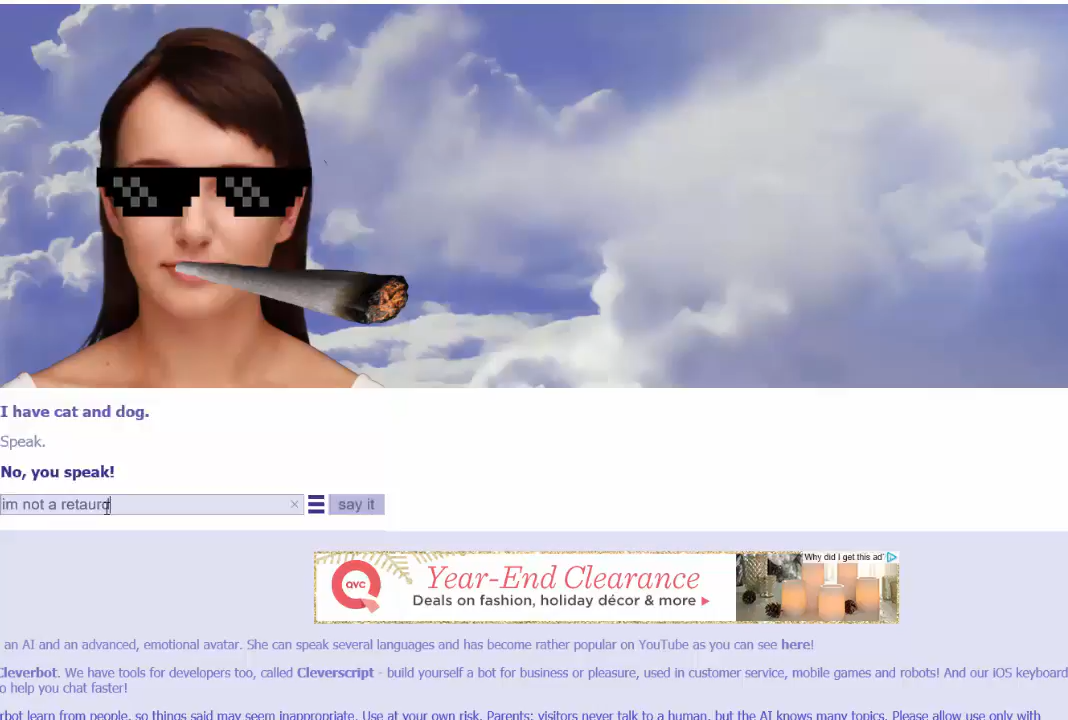 I have cat and dog.
Speak.
No, you speak!
im not a retaurd
say it
Why did I get this ad?
QVC
Year-End Clearance
Deals on fashion, holiday décor & more
an AI and an advanced, emotional avatar. She can speak several languages and has become rather popular on YouTube as you can see here!
Cleverbot. We have tools for developers too, called Cleverscript - build yourself a bot for business or pleasure, used in customer service, mobile games and robots! And our iOS keyboard
o help you chat faster!
rbot learn from people, so things said may seem inappropriate. Use at your own risk. Parents: visitors never talk to a human, but the AI knows many topics. Please allow use only with